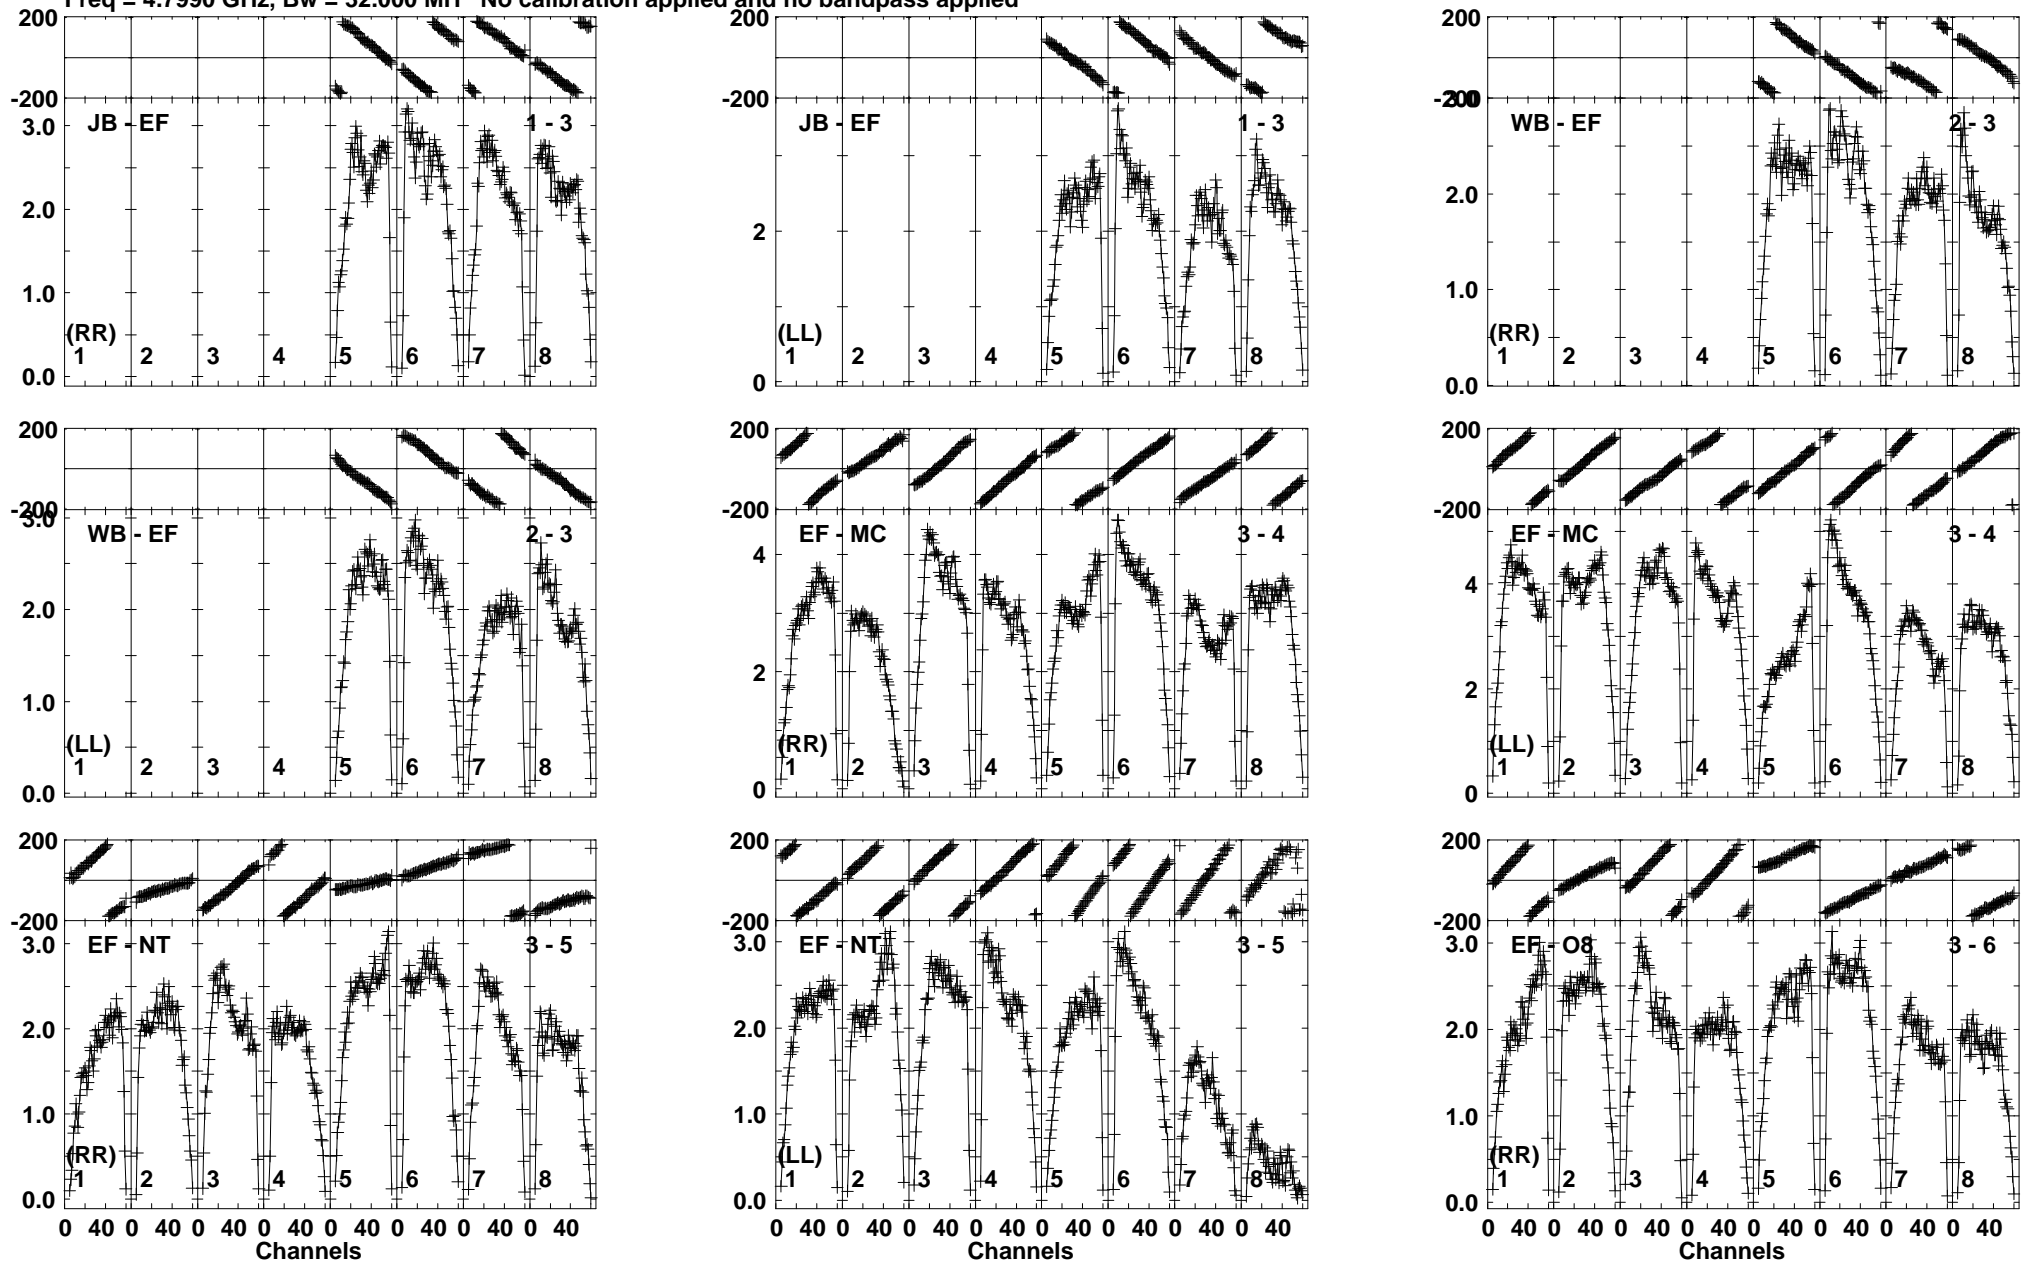 Freq = 4.7990 GHz, Bw = 32.000 MH No calibration applied and no bandpass applied
200 200 200
-200 -200 -200
JB - EF 1 - 3 JB - EF 1 - 3 WB - EF 2 - 3
3.0
2.0 2 2.0
1.0 1.0
(RR) (LL) (RR)
1 2 3 4 5 6 7 8 1 2 3 4 5 6 7 8 1 2 3 4 5 6 7 8
0.0 0 0.0
200 200 200
-200 -200 -200
3.0
WB - EF 2 - 3 EF - MC 3 - 4 EF - MC 3 - 4
4 4
2.0
2 2
1.0
(LL) (RR) (LL)
1 2 3 4 5 6 7 8 1 2 3 4 5 6 7 8 1 2 3 4 5 6 7 8
0.0 0 0
200 200 200
-200 -200 -200
EF - NT 3 - 5 EF - NT 3 - 5 EF - O8 3 - 6
3.0 3.0 3.0
2.0 2.0 2.0
1.0 1.0 1.0
(RR) (LL) (RR)
1 2 3 4 5 6 7 8 1 2 3 4 5 6 7 8 1 2 3 4 5 6 7 8
0.0 0.0 0.0
0 40 0 40 0 40 0 40 0 40 0 40 0 40 0 40 0 40 0 40 0 40 0 40 0 40 0 40 0 40 0 40 0 40 0 40 0 40 0 40 0 40 0 40 0 40 0 40
Channels Channels Channels